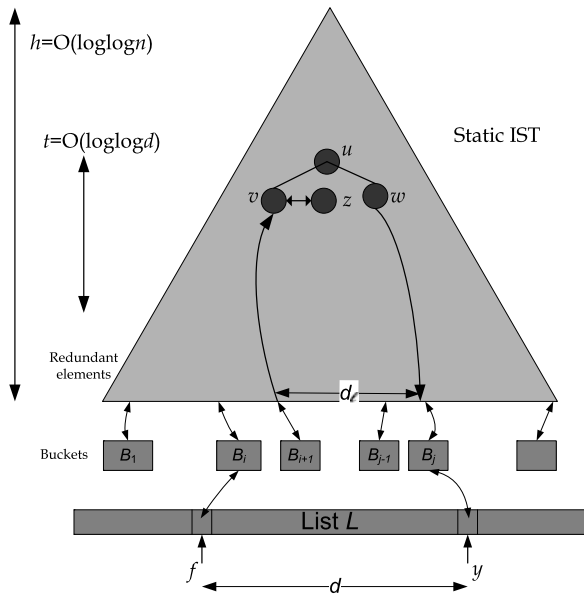 h=O(loglogn)
t=O(loglogd)
Static IST
u
v
z
w
Redundant
elements
dℓ
Buckets
B1
Bi
Bi+1
Bj-1
Bj
List L
f
y
d